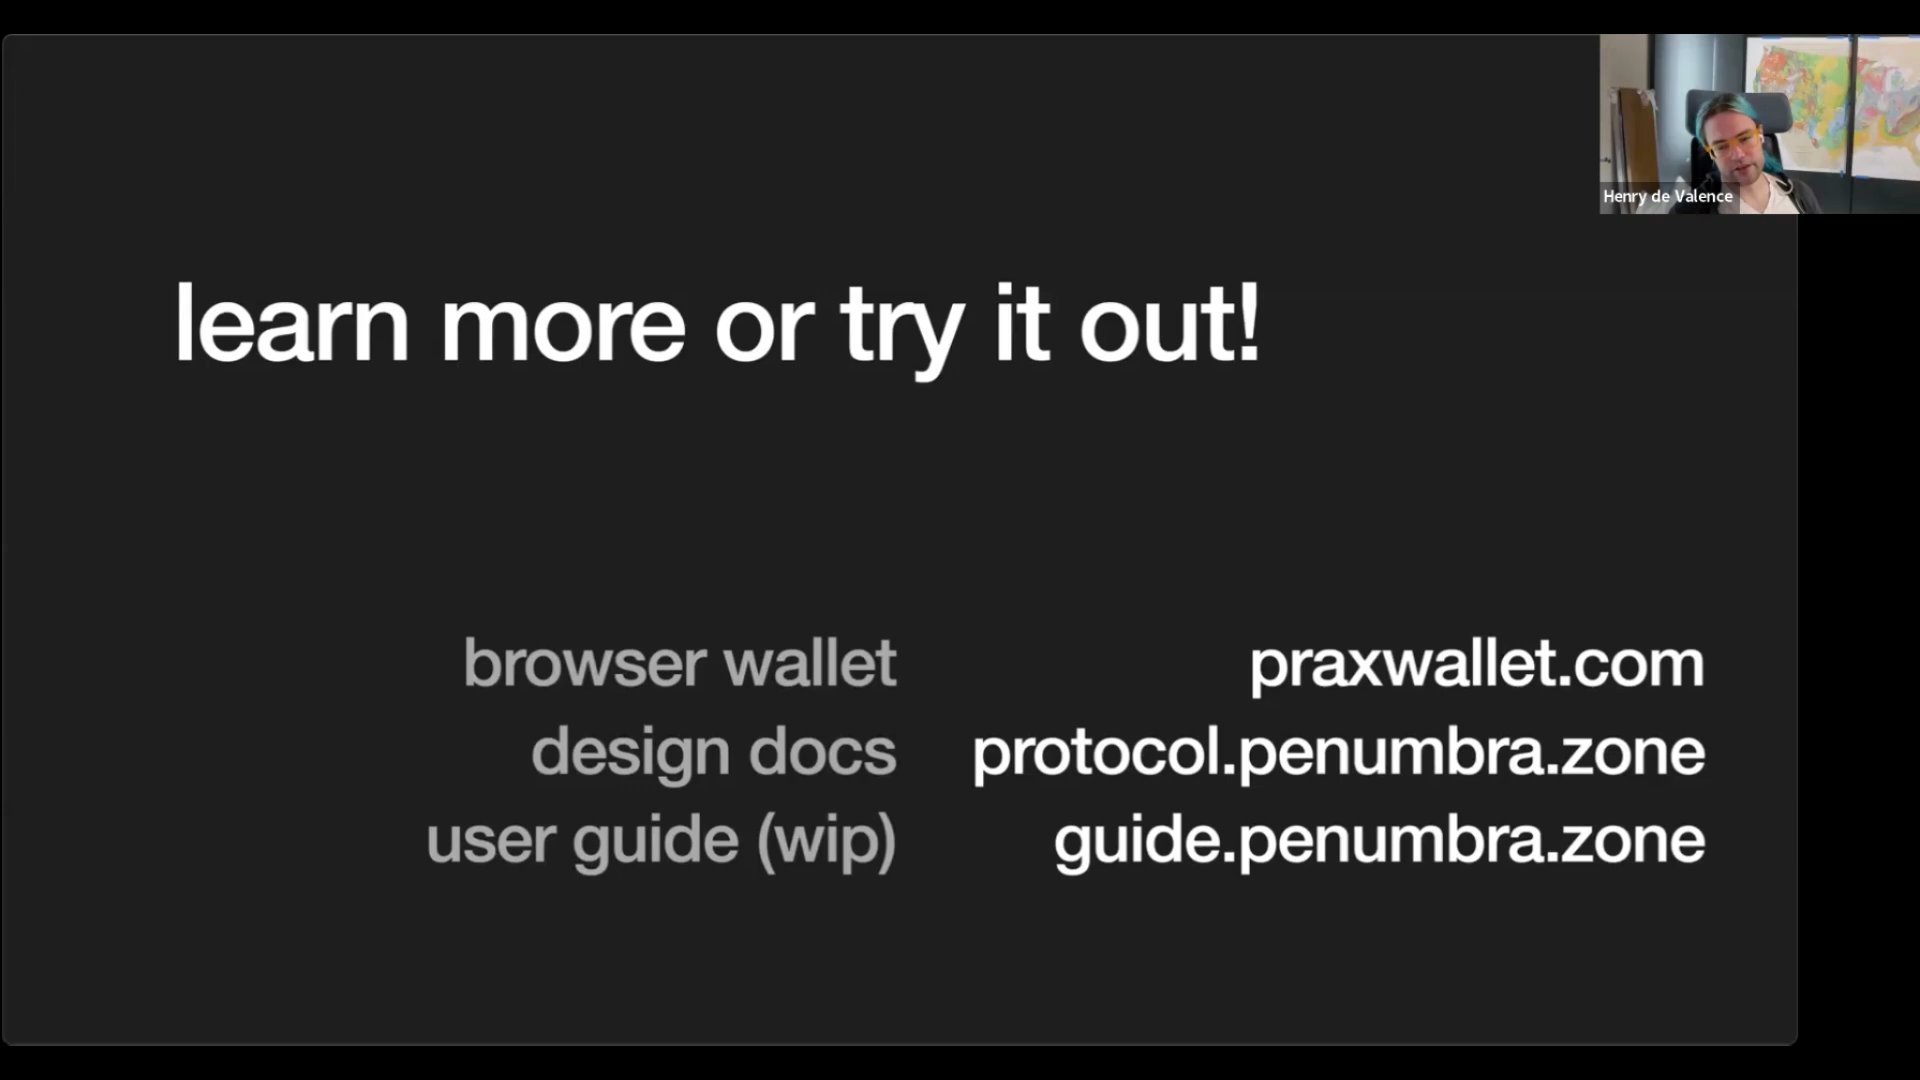 Henry de Valence
learn more or try it out!
browser wallet praxwallet.com
design docs protocol.penumbra.zone
user guide (wip) guide.penumbra.zone